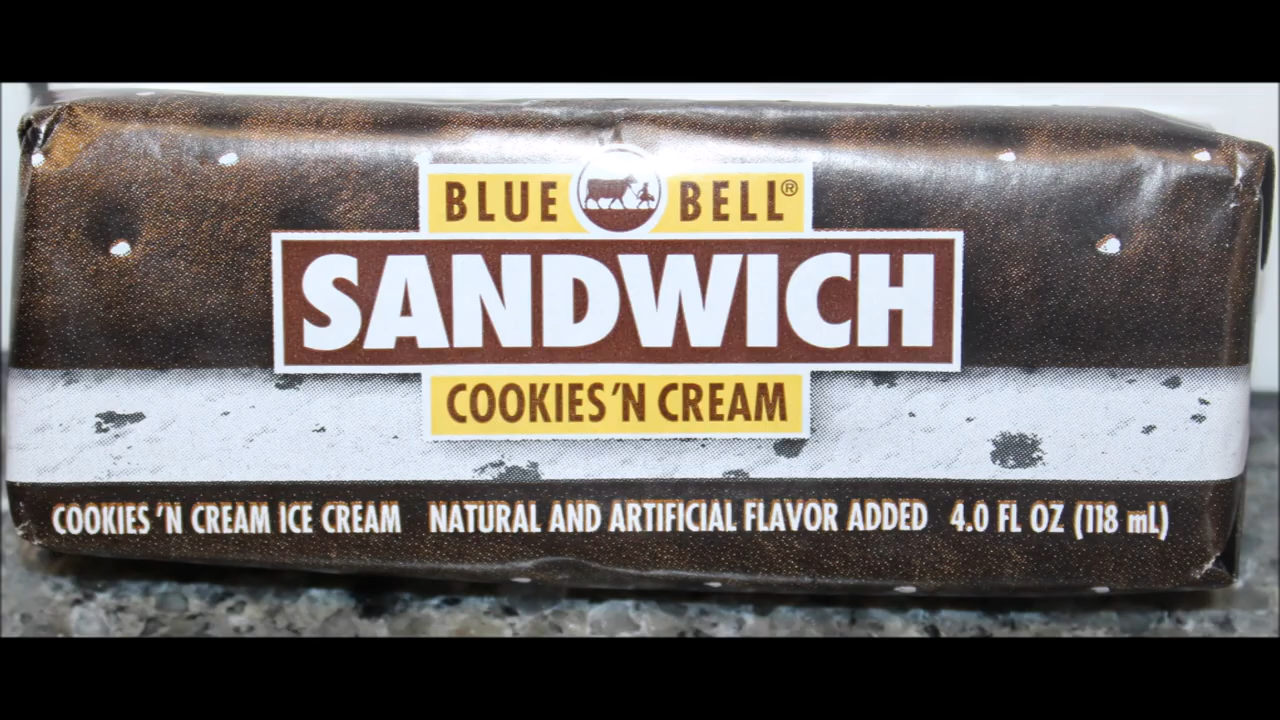 BLUE BELL®
SANDWICH
COOKIES 'N CREAM
COOKIES 'N CREAM ICE CREAM NATURAL AND ARTIFICIAL FLAVOR ADDED 4.0 FL OZ (118 mL)